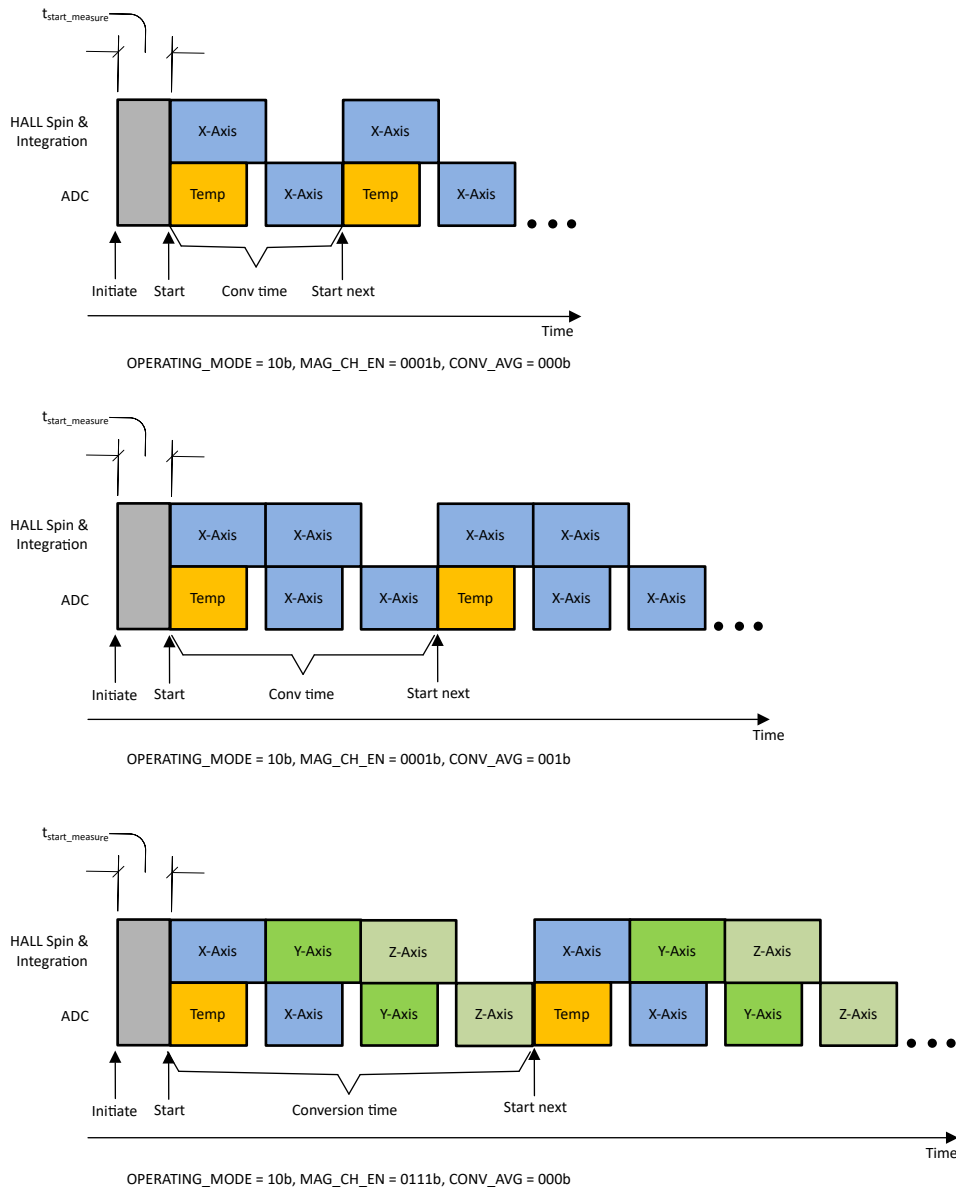 t_start_measure
HALL Spin &
Integration
X-Axis X-Axis
ADC
Temp X-Axis Temp X-Axis
Initiate Start Conv time Start next
Time
OPERATING_MODE = 10b, MAG_CH_EN = 0001b, CONV_AVG = 000b
t_start_measure
HALL Spin &
Integration
X-Axis X-Axis X-Axis X-Axis
ADC
Temp X-Axis X-Axis Temp X-Axis X-Axis
Initiate Start Conv time Start next
Time
OPERATING_MODE = 10b, MAG_CH_EN = 0001b, CONV_AVG = 001b
t_start_measure
HALL Spin &
Integration
X-Axis Y-Axis Z-Axis X-Axis Y-Axis Z-Axis
ADC
Temp X-Axis Y-Axis Z-Axis Temp X-Axis Y-Axis Z-Axis
Initiate Start Conversion time Start next
Time
OPERATING_MODE = 10b, MAG_CH_EN = 0111b, CONV_AVG = 000b